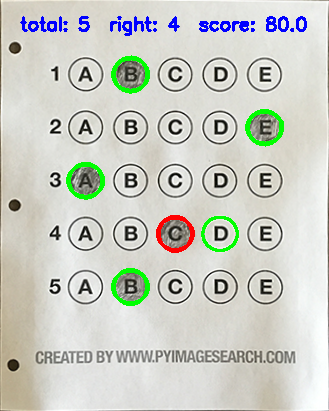 total: 5 right: 4 score: 80.0
1 A B C D E
2 A B C D E
3 A B C D E
4 A B C D E
5 A B C D E
CREATED BY WWW.PYIMAGESEARCH.COM